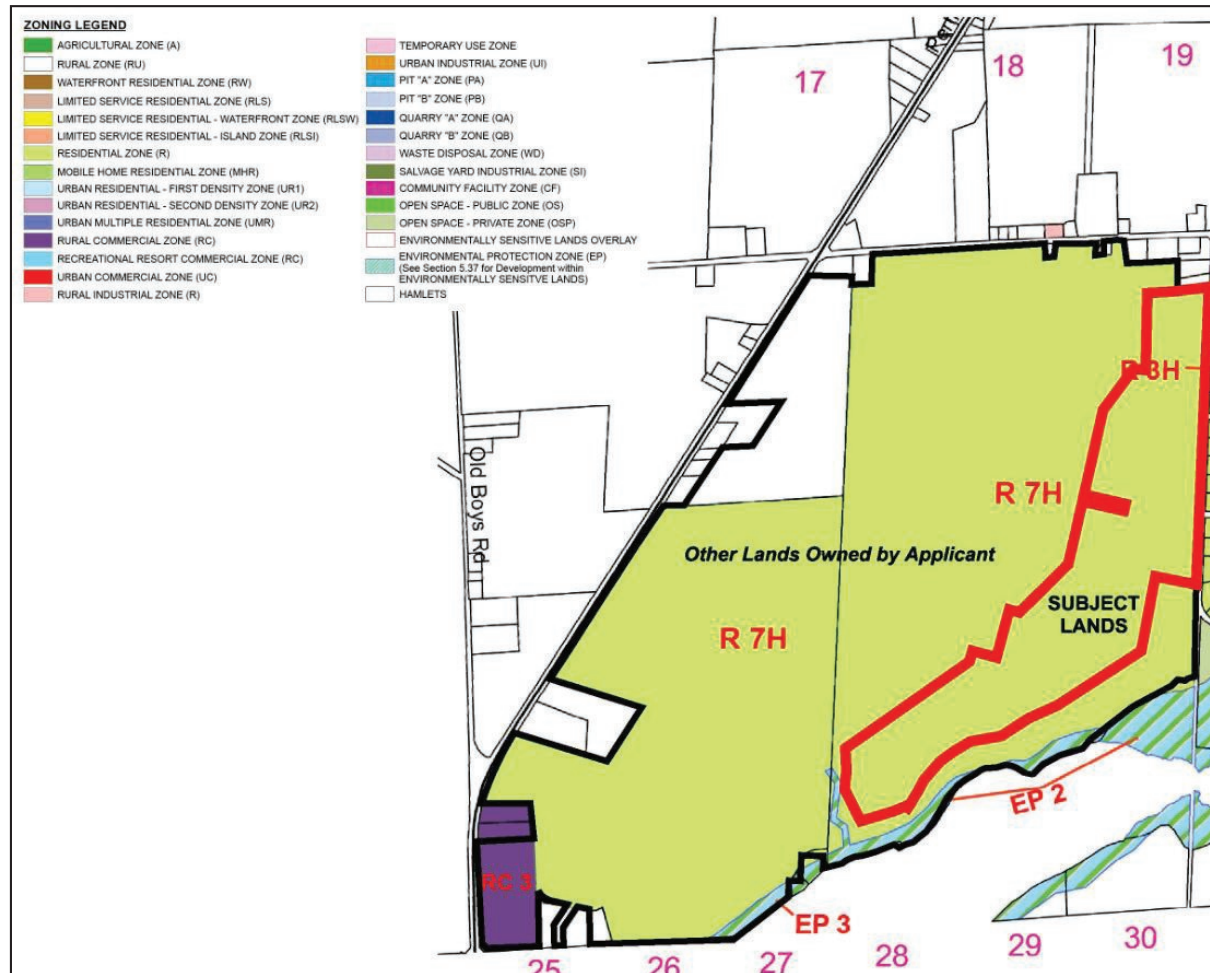 ZONING LEGEND
AGRICULTURAL ZONE (A)
RURAL ZONE (RU)
WATERFRONT RESIDENTIAL ZONE (RW)
LIMITED SERVICE RESIDENTIAL ZONE (RLS)
LIMITED SERVICE RESIDENTIAL - WATERFRONT ZONE (RLSW)
LIMITED SERVICE RESIDENTIAL - ISLAND ZONE (RLSI)
RESIDENTIAL ZONE (R)
MOBILE HOME RESIDENTIAL ZONE (MHR)
URBAN RESIDENTIAL - FIRST DENSITY ZONE (UR1)
URBAN RESIDENTIAL - SECOND DENSITY ZONE (UR2)
URBAN MULTIPLE RESIDENTIAL ZONE (UMR)
RURAL COMMERCIAL ZONE (RC)
RECREATIONAL RESORT COMMERCIAL ZONE (RC)
URBAN COMMERCIAL ZONE (UC)
RURAL INDUSTRIAL ZONE (R)
TEMPORARY USE ZONE
URBAN INDUSTRIAL ZONE (UI)
PIT "A" ZONE (PA)
PIT "B" ZONE (PB)
QUARRY "A" ZONE (QA)
QUARRY "B" ZONE (QB)
WASTE DISPOSAL ZONE (WD)
SALVAGE YARD INDUSTRIAL ZONE (SI)
COMMUNITY FACILITY ZONE (CF)
OPEN SPACE - PUBLIC ZONE (OS)
OPEN SPACE - PRIVATE ZONE (OSP)
ENVIRONMENTALLY SENSITIVE LANDS OVERLAY
ENVIRONMENTAL PROTECTION ZONE (EP)
(See Section 5.37 for Development within
ENVIRONMENTALLY SENSITVE LANDS)
HAMLETS
17
18
19
R 3H
Old Boys Rd
R 7H
Other Lands Owned by Applicant
SUBJECT
LANDS
R 7H
EP 2
RC 3
EP 3
25
26
27
28
29
30